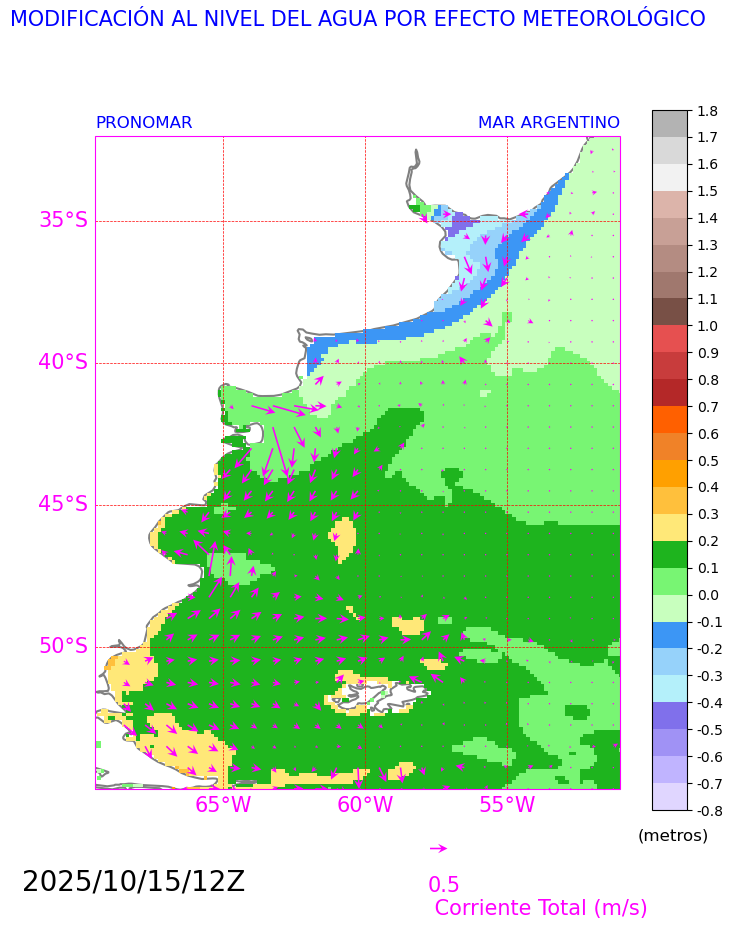 MODIFICACIÓN AL NIVEL DEL AGUA POR EFECTO METEOROLÓGICO
PRONOMAR MAR ARGENTINO
35°S
40°S
45°S
50°S
65°W 60°W 55°W
1.8
1.7
1.6
1.5
1.4
1.3
1.2
1.1
1.0
0.9
0.8
0.7
0.6
0.5
0.4
0.3
0.2
0.1
0.0
-0.1
-0.2
-0.3
-0.4
-0.5
-0.6
-0.7
-0.8
(metros)
2025/10/15/12Z
0.5
Corriente Total (m/s)